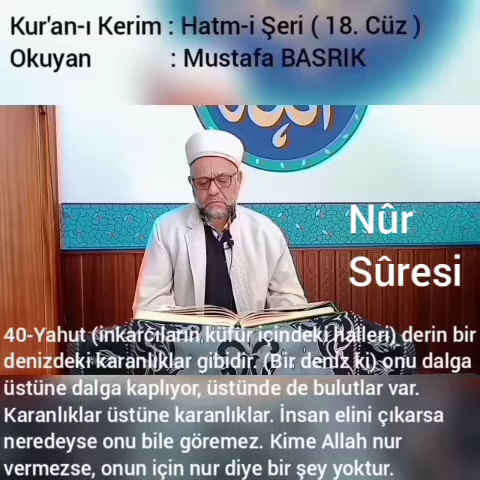 Kur'an-ı Kerim : Hatm-i Şeri ( 18. Cüz )
Okuyan : Mustafa BASRIK
Nûr
Sûresi
40-Yahut (inkarcıların küfür içindeki halleri) derin bir
denizdeki karanlıklar gibidir. (Bir deniz ki) onu dalga
üstüne dalga kaplıyor, üstünde de bulutlar var.
Karanlıklar üstüne karanlıklar. İnsan elini çıkarsa
neredeyse onu bile göremez. Kime Allah nur
vermezse, onun için nur diye bir şey yoktur.